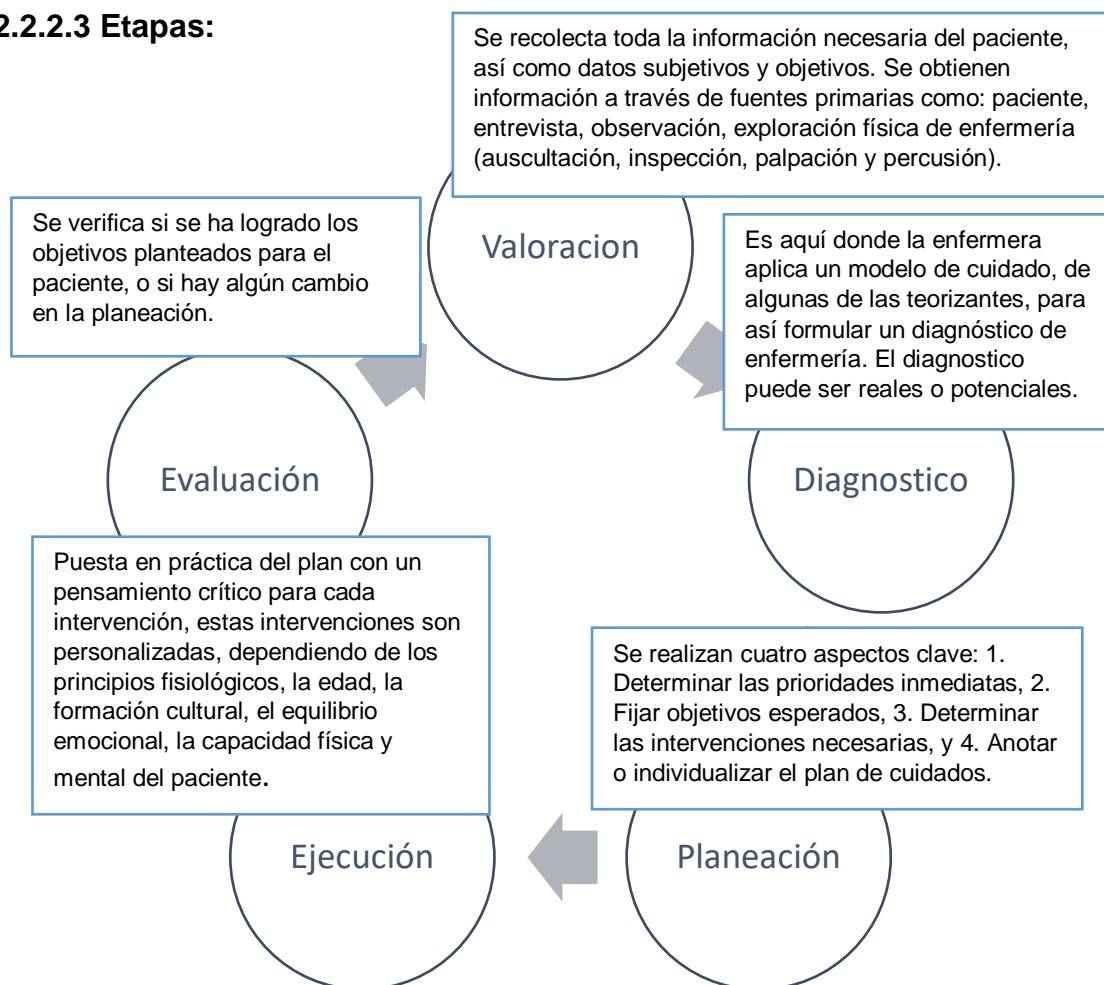 2.2.2.3 Etapas:
Se recolecta toda la información necesaria del paciente,
así como datos subjetivos y objetivos. Se obtienen
información a través de fuentes primarias como: paciente,
entrevista, observación, exploración física de enfermería
(auscultación, inspección, palpación y percusión).
Valoracion
Es aquí donde la enfermera
aplica un modelo de cuidado, de
algunas de las teorizantes, para
así formular un diagnóstico de
enfermería. El diagnostico
puede ser reales o potenciales.
Diagnostico
Se realizan cuatro aspectos clave: 1.
Determinar las prioridades inmediatas, 2.
Fijar objetivos esperados, 3. Determinar
las intervenciones necesarias, y 4. Anotar
o individualizar el plan de cuidados.
Planeación
Puesta en práctica del plan con un
pensamiento crítico para cada
intervención, estas intervenciones son
personalizadas, dependiendo de los
principios fisiológicos, la edad, la
formación cultural, el equilibrio
emocional, la capacidad física y
mental del paciente.
Ejecución
Se verifica si se ha logrado los
objetivos planteados para el
paciente, o si hay algún cambio
en la planeación.
Evaluación